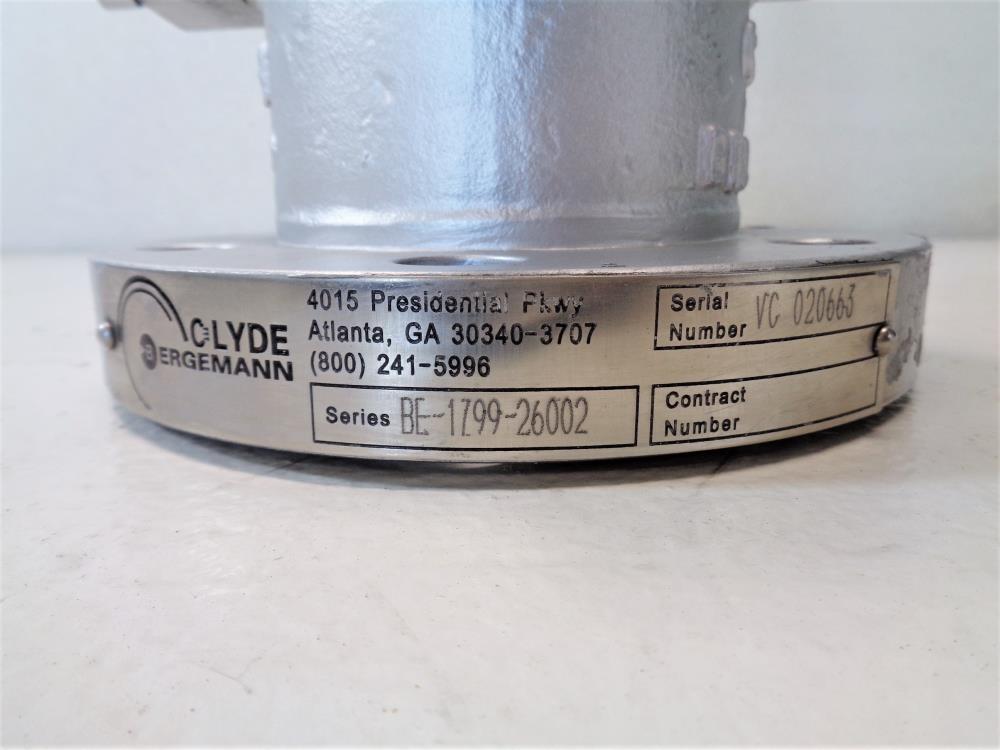 CLYDE
BERGEMANN
4015 Presidential Pkwy
Atlanta, GA 30340-3707
(800) 241-5996
Series BE-1Z99-26002
Serial
Number VC 020663
Contract
Number